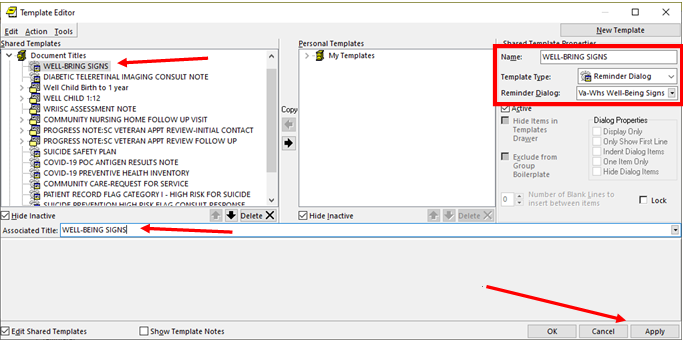 Template Editor
Edit Action Tools
New Template
Shared Templates
Personal Templates
Shared Template Properties
Document Titles
WELL-BRING SIGNS
DIABETIC TELERETINAL IMAGING CONSULT NOTE
Well Child Birth to 1 year
WELL CHILD 1:12
WRIISC ASSESSMENT NOTE
COMMUNITY NURSING HOME FOLLOW UP VISIT
PROGRESS NOTE:SC VETERAN APPT REVIEW-INITIAL CONTACT
PROGRESS NOTE:SC VETERAN APPT REVIEW FOLLOW UP
SUICIDE SAFETY PLAN
COVID-19 POC ANTIGEN RESULTS NOTE
COVID-19 PREVENTIVE HEALTH INVENTORY
COMMUNITY CARE-REQUEST FOR SERVICE
PATIENT RECORD FLAG CATEGORY I - HIGH RISK FOR SUICIDE
SUICIDE PREVENTION HIGH RISK FLAG CONSULT RESPONSE
My Templates
Copy
Name: WELL-BRING SIGNS
Template Type: Reminder Dialog
Reminder Dialog: Va-Whs Well-Being Signs
Active
Hide Items in Templates Drawer
Exclude from Group Boilerplate
Dialog Properties
Display Only
Only Show First Line
Indent Dialog Items
One Item Only
Hide Dialog Items
0 Number of Blank Lines to insert between items
Lock
Hide Inactive
Delete
Hide Inactive
Delete
Associated Title: WELL-BEING SIGNS
Edit Shared Templates
Show Template Notes
OK
Cancel
Apply